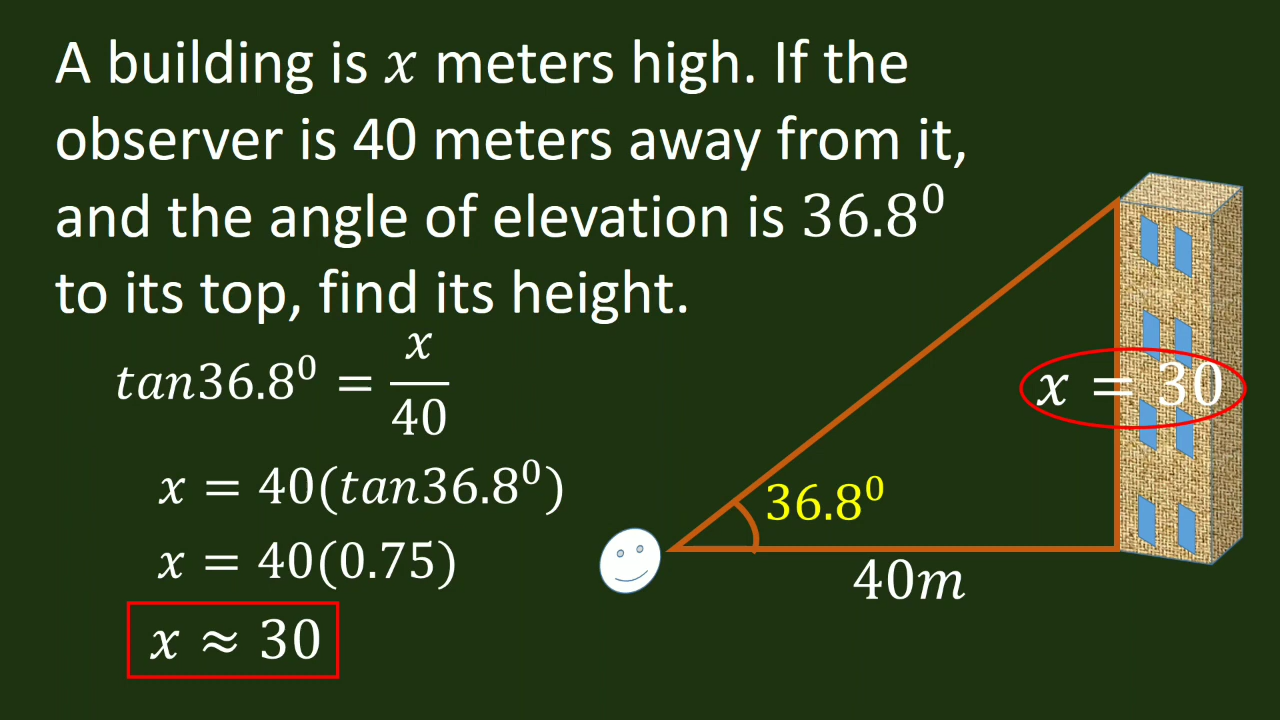 A building is x meters high. If the
observer is 40 meters away from it,
and the angle of elevation is 36.8⁰
to its top, find its height.
tan36.8⁰ = x/40
x = 40(tan36.8⁰)
x = 40(0.75)
x ≈ 30
x = 30
36.8⁰
40m